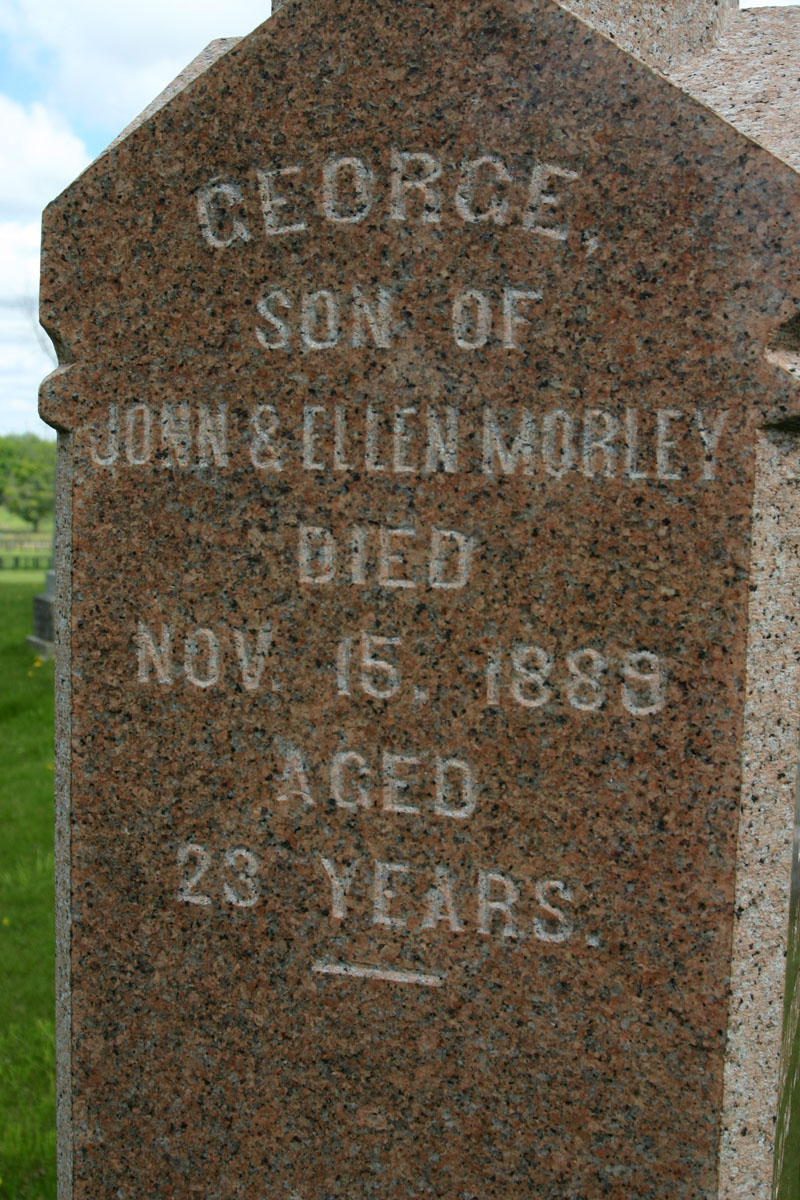 GEORGE,
SON OF
JOHN & ELLEN MORLEY
DIED
NOV. 15. 1889
AGED
23 YEARS.